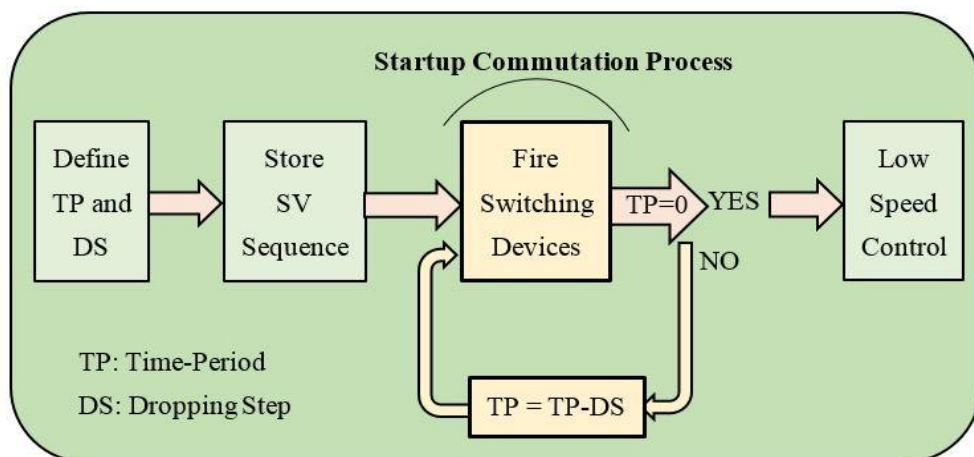 Startup Commutation Process
Define
TP and
DS
Store
SV
Sequence
Fire
Switching
Devices
TP=0
YES
NO
Low
Speed
Control
TP = TP-DS
TP: Time-Period
DS: Dropping Step